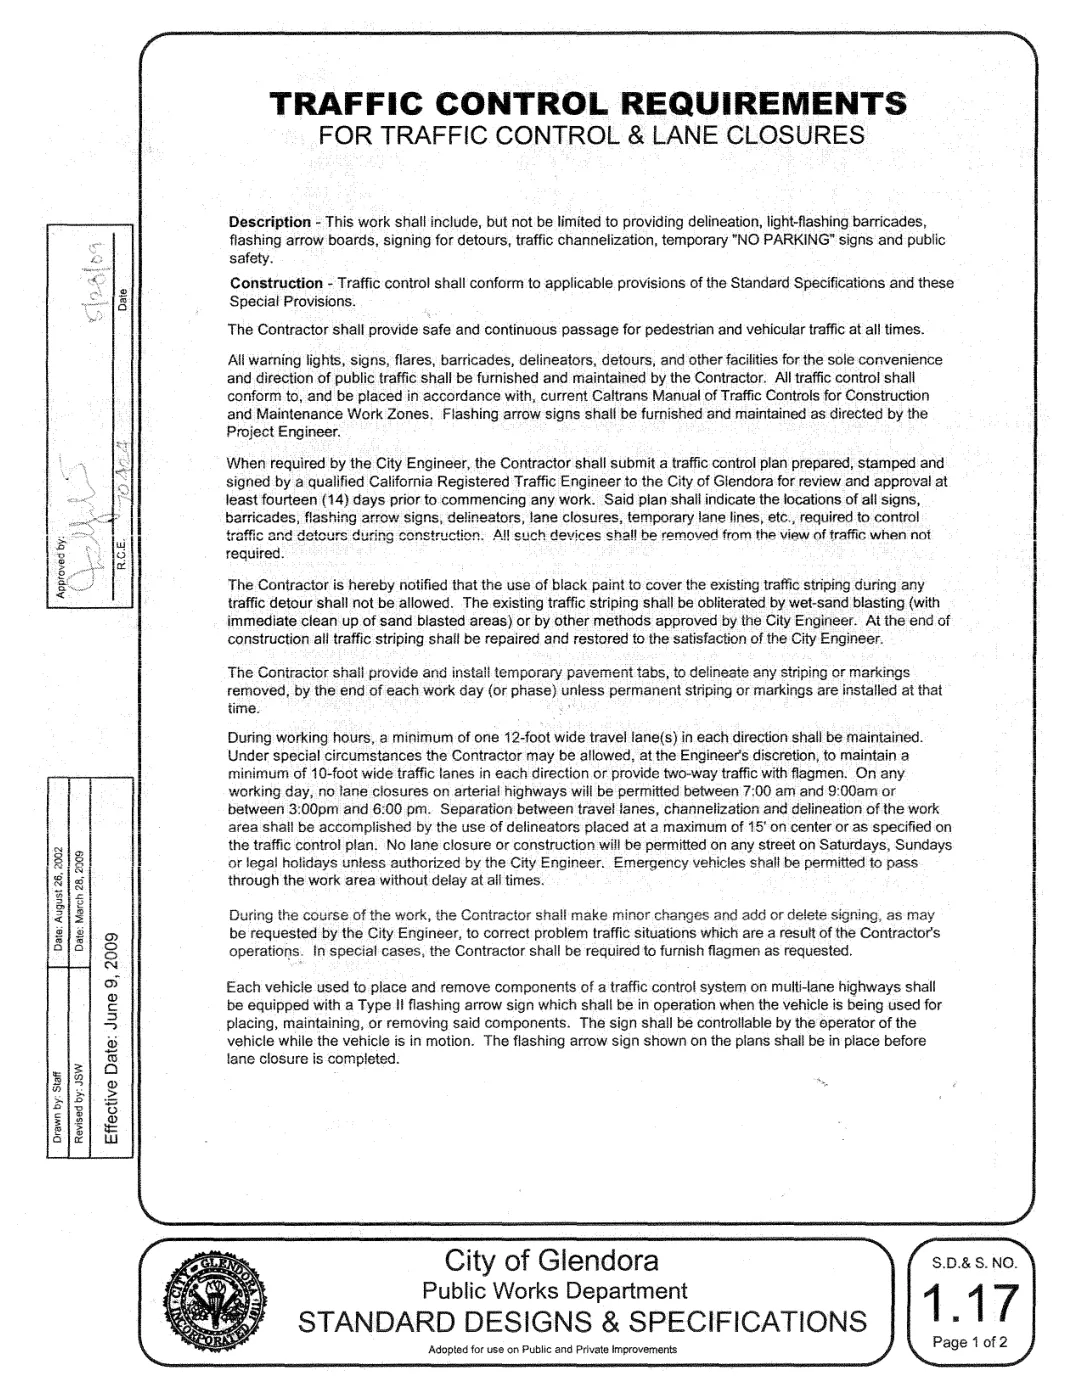 TRAFFIC CONTROL REQUIREMENTS
FOR TRAFFIC CONTROL & LANE CLOSURES
Description - This work shall include, but not be limited to providing delineation, light-flashing barricades,
flashing arrow boards, signing for detours, traffic channelization, temporary "NO PARKING" signs and public
safety.
Construction - Traffic control shall conform to applicable provisions of the Standard Specifications and these
Special Provisions.
The Contractor shall provide safe and continuous passage for pedestrian and vehicular traffic at all times.
All warning lights, signs, flares, barricades, delineators, detours, and other facilities for the sole convenience
and direction of public traffic shall be furnished and maintained by the Contractor. All traffic control shall
conform to, and be placed in accordance with, current Caltrans Manual of Traffic Controls for Construction
and Maintenance Work Zones. Flashing arrow signs shall be furnished and maintained as directed by the
Project Engineer.
When required by the City Engineer, the Contractor shall submit a traffic control plan prepared, stamped and
signed by a qualified California Registered Traffic Engineer to the City of Glendora for review and approval at
least fourteen (14) days prior to commencing any work. Said plan shall indicate the locations of all signs,
barricades, flashing arrow signs, delineators, lane closures, temporary lane lines, etc., required to control
traffic and detours during construction. All such devices shall be removed from the view of traffic when not
required.
The Contractor is hereby notified that the use of black paint to cover the existing traffic striping during any
traffic detour shall not be allowed. The existing traffic striping shall be obliterated by wet-sand blasting (with
immediate clean up of sand blasted areas) or by other methods approved by the City Engineer. At the end of
construction all traffic striping shall be repaired and restored to the satisfaction of the City Engineer.
The Contractor shall provide and install temporary pavement tabs, to delineate any striping or markings
removed, by the end of each work day (or phase) unless permanent striping or markings are installed at that
time.
During working hours, a minimum of one 12-foot wide travel lane(s) in each direction shall be maintained.
Under special circumstances the Contractor may be allowed, at the Engineer's discretion, to maintain a
minimum of 10-foot wide traffic lanes in each direction or provide two-way traffic with flagmen. On any
working day, no lane closures on arterial highways will be permitted between 7:00 am and 9:00am or
between 3:00pm and 6:00 pm. Separation between travel lanes, channelization and delineation of the work
area shall be accomplished by the use of delineators placed at a maximum of 15' on center or as specified on
the traffic control plan. No lane closure or construction will be permitted on any street on Saturdays, Sundays
or legal holidays unless authorized by the City Engineer. Emergency vehicles shall be permitted to pass
through the work area without delay at all times.
During the course of the work, the Contractor shall make minor changes and add or delete signing, as may
be requested by the City Engineer, to correct problem traffic situations which are a result of the Contractor's
operations. In special cases, the Contractor shall be required to furnish flagmen as requested.
Each vehicle used to place and remove components of a traffic control system on multi-lane highways shall
be equipped with a Type II flashing arrow sign which shall be in operation when the vehicle is being used for
placing, maintaining, or removing said components. The sign shall be controllable by the operator of the
vehicle while the vehicle is in motion. The flashing arrow sign shown on the plans shall be in place before
lane closure is completed.
Approved by:
R.C.E. 70424
Date 5/28/09
Drawn by: Staff
Date: August 26, 2002
Revised by: JSW
Date: March 28, 2009
Effective Date: June 9, 2009
CITY OF GLENDORA
INCORPORATED 1911
City of Glendora
Public Works Department
STANDARD DESIGNS & SPECIFICATIONS
Adopted for use on Public and Private Improvements
S.D.& S. NO.
1.17
Page 1 of 2